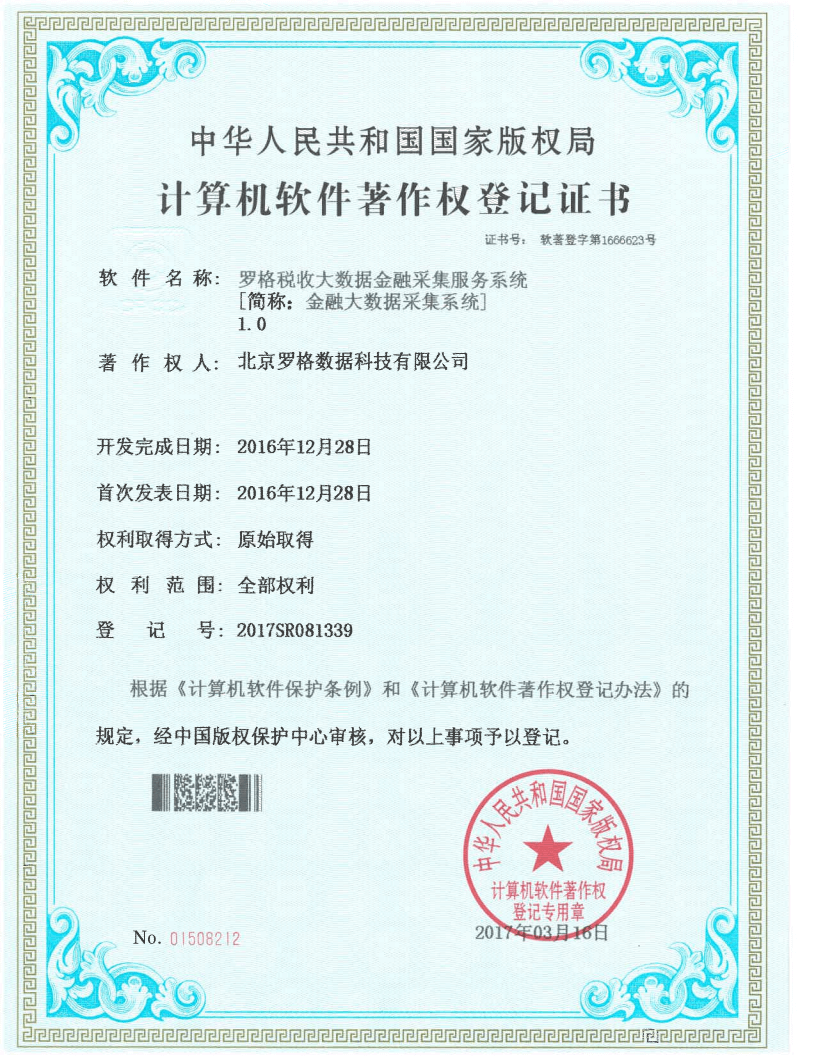 中华人民共和国国家版权局
计算机软件著作权登记证书
证书号： 软著登字第1666623号
软件名称： 罗格税收大数据金融采集服务系统
[简称：金融大数据采集系统]
1.0
著作权人： 北京罗格数据科技有限公司
开发完成日期： 2016年12月28日
首次发表日期： 2016年12月28日
权利取得方式： 原始取得
权利范围： 全部权利
登记号： 2017SR081339
根据《计算机软件保护条例》和《计算机软件著作权登记办法》的
规定，经中国版权保护中心审核，对以上事项予以登记。
中华人民共和国国家版权局
计算机软件著作权
登记专用章
No. 01508212
2017年03月16日